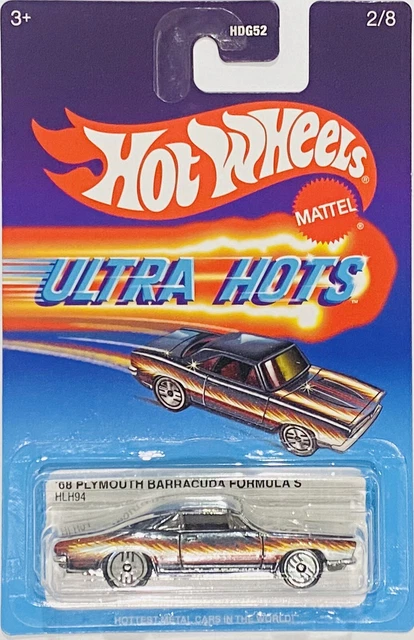 3+
HDG52
2/8
Hot Wheels®
MATTEL
®
ULTRA HOTS™
'68 PLYMOUTH BARRACUDA FORMULA S
HLH94
HOTTEST METAL CARS IN THE WORLD!